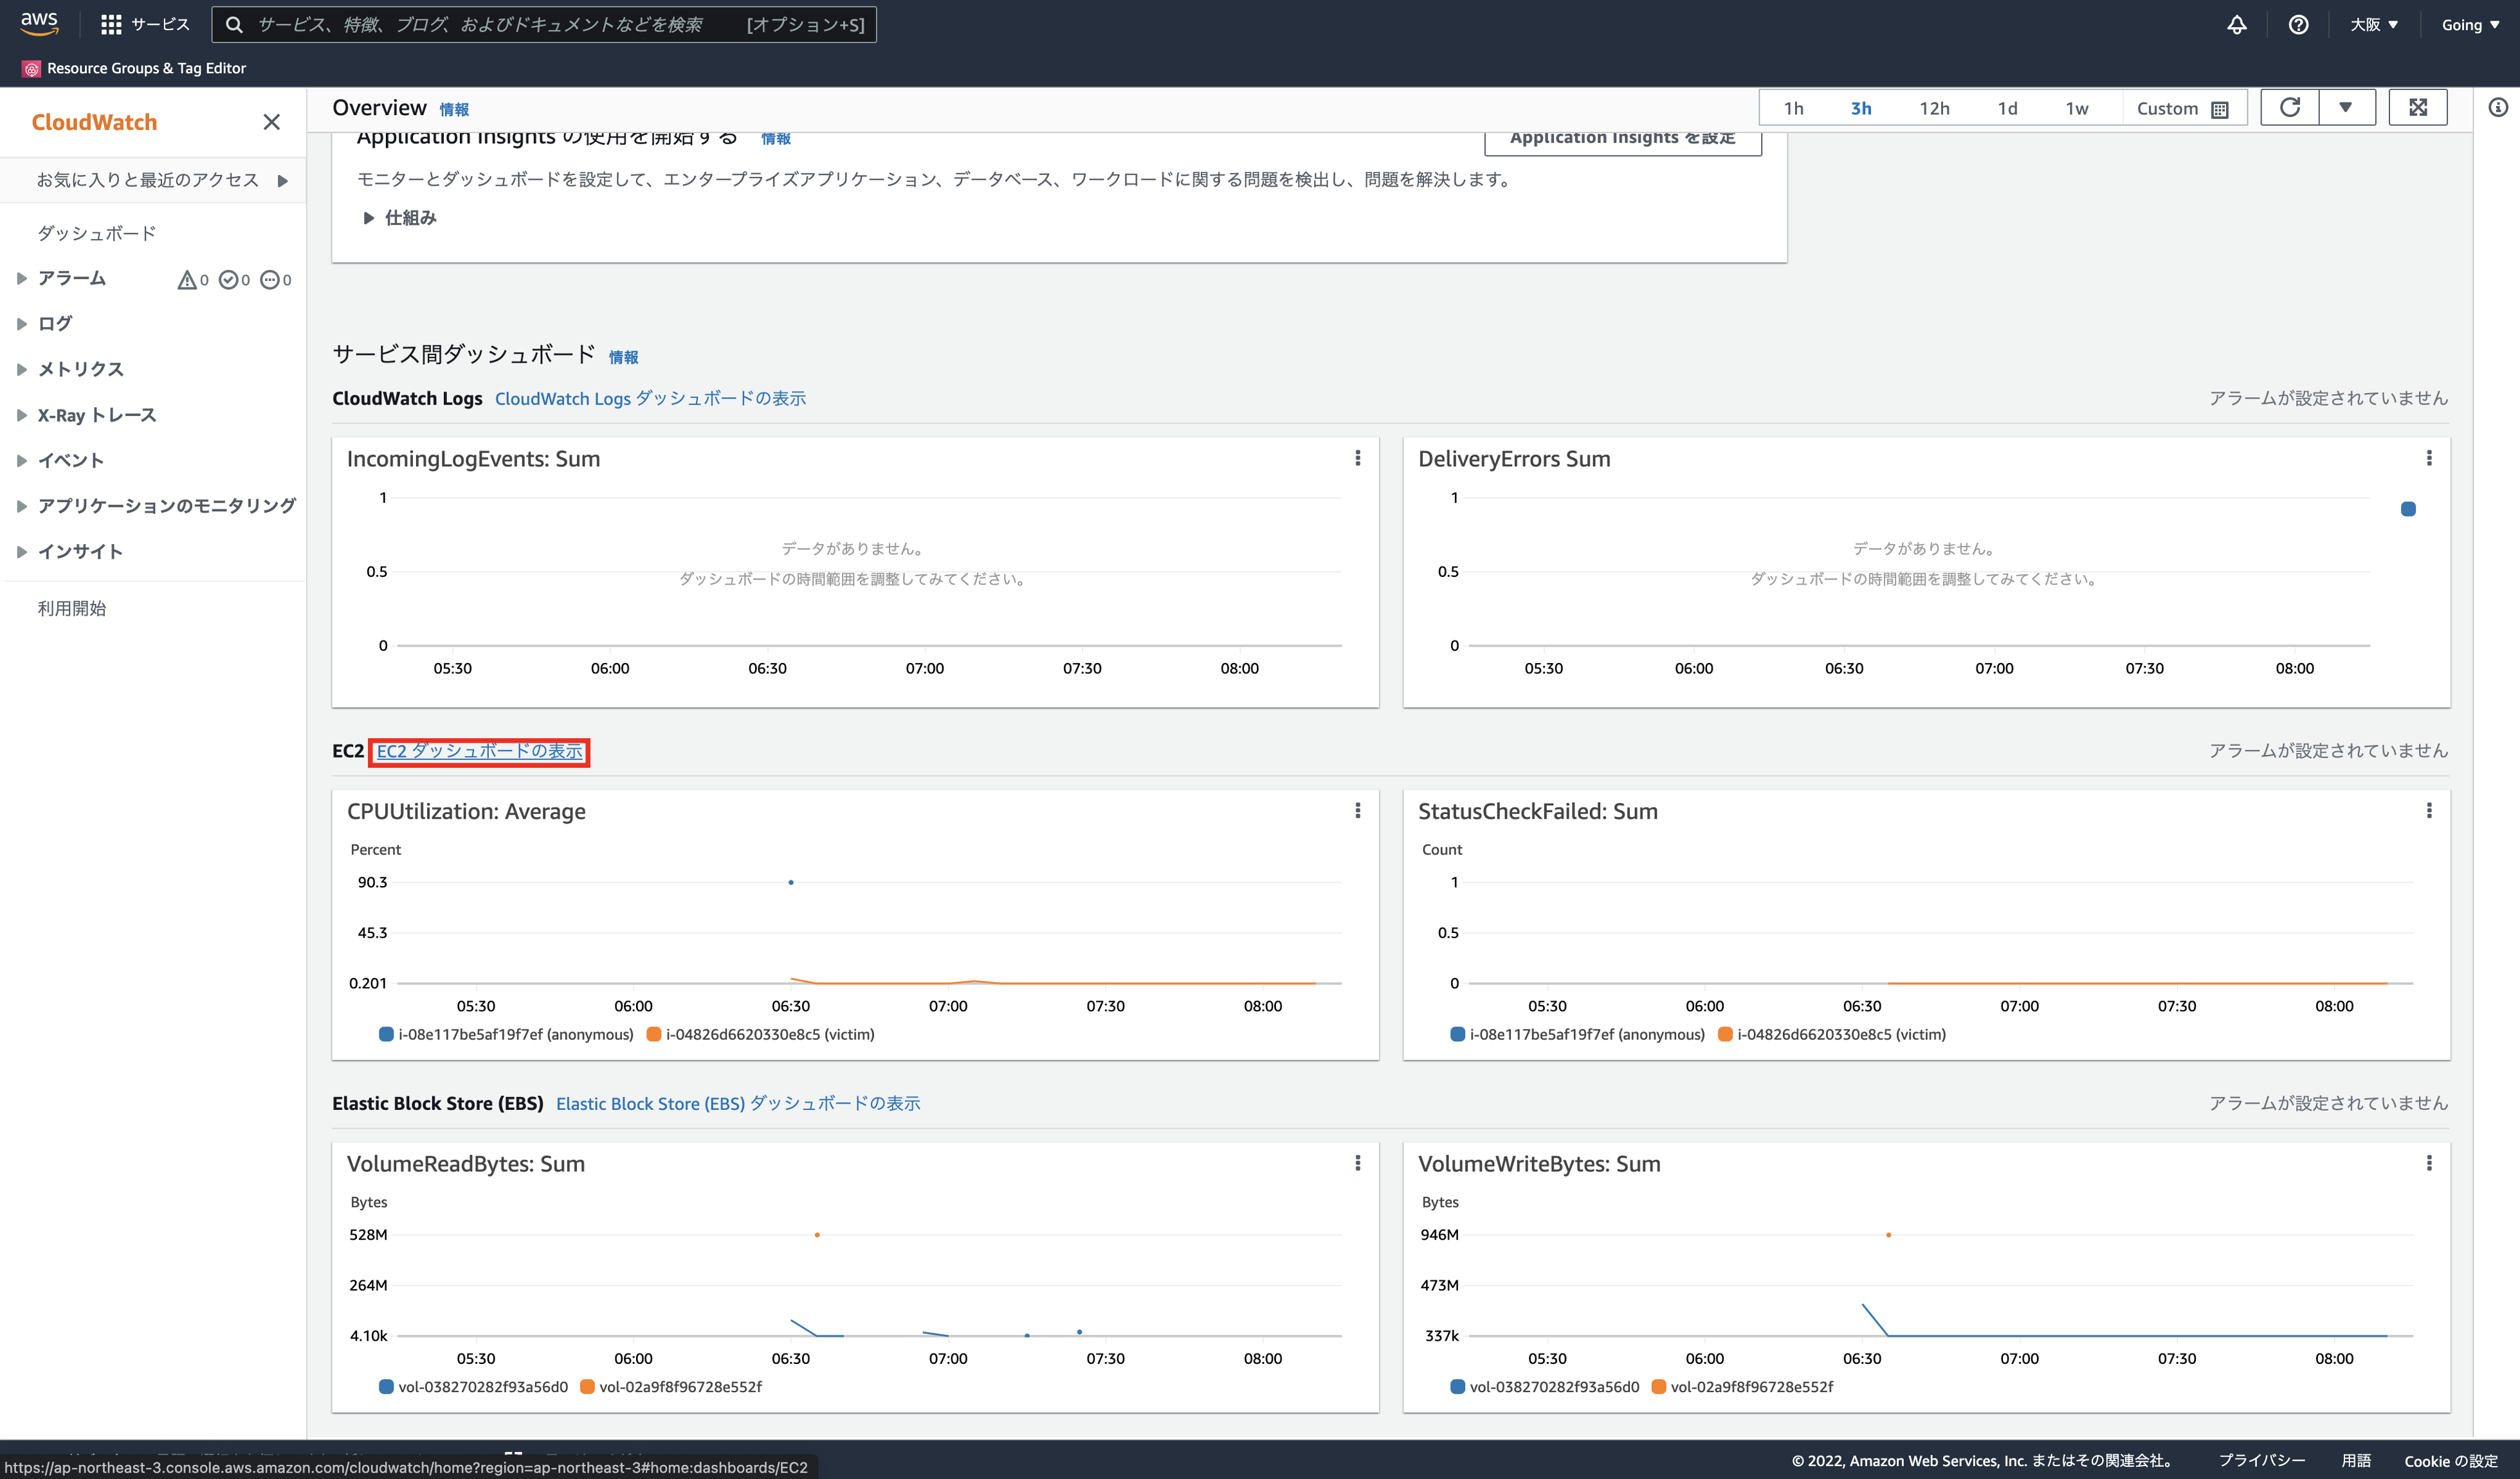 aws
サービス
サービス、特徴、ブログ、およびドキュメントなどを検索 [オプション+S]
大阪
Going
Resource Groups & Tag Editor
CloudWatch
お気に入りと最近のアクセス
ダッシュボード
アラーム 0 0 0
ログ
メトリクス
X-Ray トレース
イベント
アプリケーションのモニタリング
インサイト
利用開始
Overview 情報
1h 3h 12h 1d 1w Custom
Application Insights の使用を開始する 情報
Application Insights を設定
モニターとダッシュボードを設定して、エンタープライズアプリケーション、データベース、ワークロードに関する問題を検出し、問題を解決します。
仕組み
サービス間ダッシュボード 情報
CloudWatch Logs CloudWatch Logs ダッシュボードの表示
アラームが設定されていません
IncomingLogEvents: Sum
1
データがありません。
0.5
ダッシュボードの時間範囲を調整してみてください。
0
05:30 06:00 06:30 07:00 07:30 08:00
DeliveryErrors Sum
1
データがありません。
0.5
ダッシュボードの時間範囲を調整してみてください。
0
05:30 06:00 06:30 07:00 07:30 08:00
EC2 EC2 ダッシュボードの表示
アラームが設定されていません
CPUUtilization: Average
Percent
90.3
45.3
0.201
05:30 06:00 06:30 07:00 07:30 08:00
i-08e117be5af19f7ef (anonymous) i-04826d6620330e8c5 (victim)
StatusCheckFailed: Sum
Count
1
0.5
0
05:30 06:00 06:30 07:00 07:30 08:00
i-08e117be5af19f7ef (anonymous) i-04826d6620330e8c5 (victim)
Elastic Block Store (EBS) Elastic Block Store (EBS) ダッシュボードの表示
アラームが設定されていません
VolumeReadBytes: Sum
Bytes
528M
264M
4.10k
05:30 06:00 06:30 07:00 07:30 08:00
vol-038270282f93a56d0 vol-02a9f8f96728e552f
VolumeWriteBytes: Sum
Bytes
946M
473M
337k
05:30 06:00 06:30 07:00 07:30 08:00
vol-038270282f93a56d0 vol-02a9f8f96728e552f
https://ap-northeast-3.console.aws.amazon.com/cloudwatch/home?region=ap-northeast-3#home:dashboards/EC2
© 2022, Amazon Web Services, Inc. またはその関連会社。 プライバシー 用語 Cookie の設定